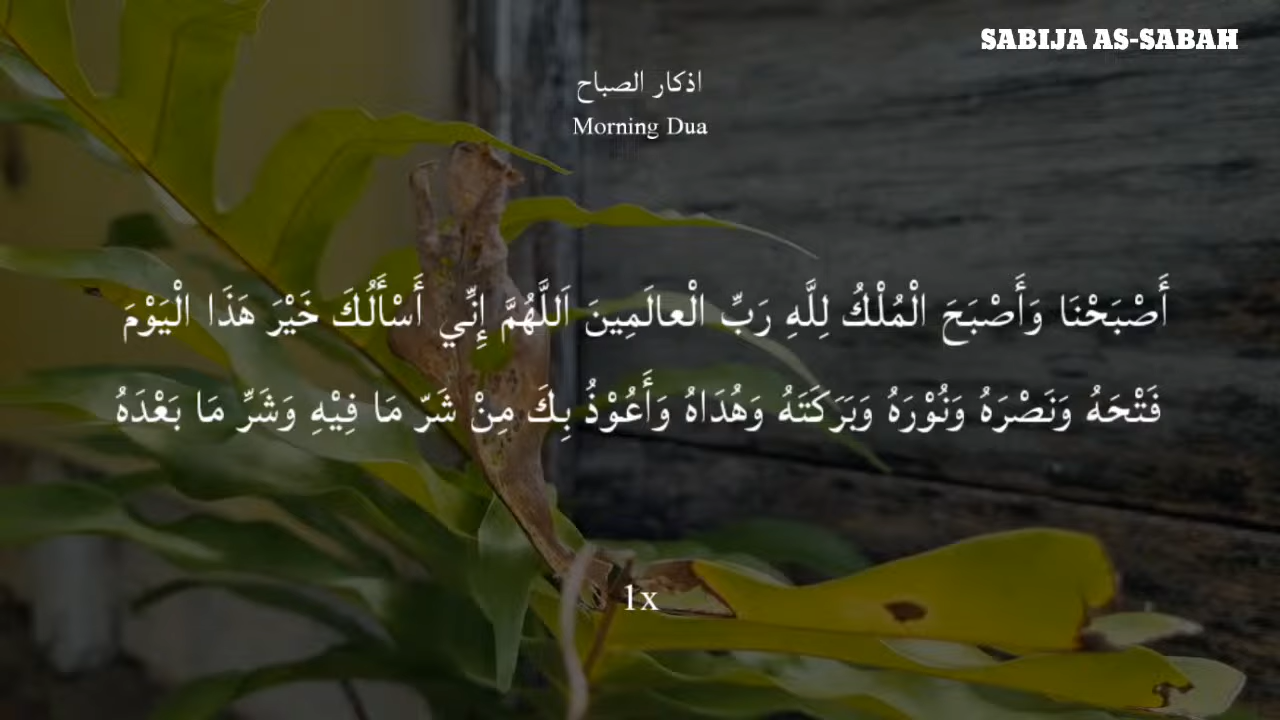 SABIJA AS-SABAH
اذكار الصباح
Morning Dua
أَصْبَحْنَا وَأَصْبَحَ الْمُلْكُ لِلَّهِ رَبِّ الْعالَمِينَ اَللَّهُمَّ إِنِّي أَسْأَلُكَ خَيْرَ هَذَا الْيَوْمَ
فَتْحَهُ وَنَصْرَهُ وَنُوْرَهُ وَبَرَكَتَهُ وَهُدَاهُ وَأَعُوْذُ بِكَ مِنْ شَرّ مَا فِيْهِ وَشَرِّ مَا بَعْدَهُ
1x